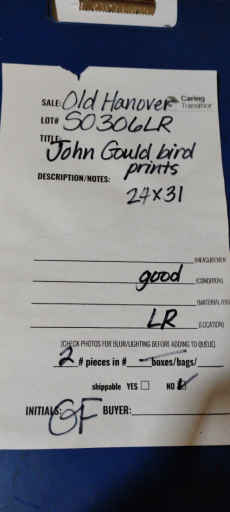 SALE: Old Hanover Caring Transitions
LOT# SO306LR
TITLE: John Gould bird prints
DESCRIPTION/NOTES:
24x31
(MEASUREMEN
good (CONDITION)
(MATERIAL/
LR (LOCATION)
(CHECK PHOTOS FOR BLUR/LIGHTING BEFORE ADDING TO QUEUE)
2 # pieces in # — boxes/bags/
shippable YES ☐ NO ☑
INITIALS: GF BUYER: